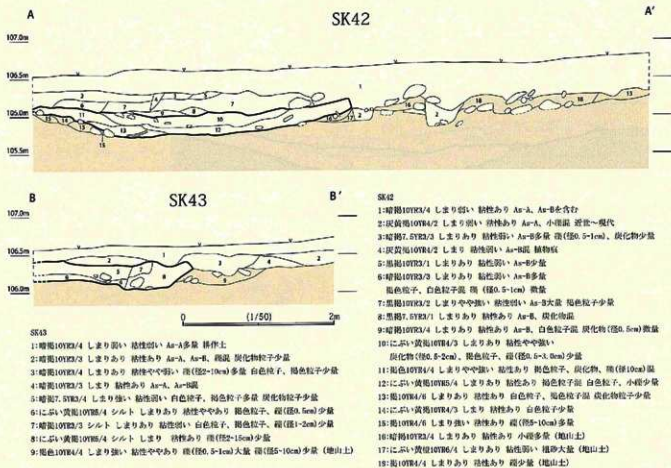 SK42
A
A'
107.0m
106.5m
105.0m
105.5m
SK43
B
B'
107.0m
106.5m
106.0m
0 (1/50) 2m
SK42
1:暗褐10YR3/4 しまり弱い 粘性あり As-A、As-Bを含む
2:灰黄褐10YR4/2 しまり弱い 粘性あり As-A、小礫混 近世～現代
3:暗褐7.5YR3/3 しまりあり 粘性弱い As-B多量 礫(径0.5-1cm)、炭化物少量
4:灰黄褐10YR4/2 しまり 粘性弱い As-B混 植物痕
5:黒褐10YR3/1 しまりあり 粘性弱い As-B少量
6:暗褐10YR3/3 しまりあり 粘性弱い As-B多量
褐色粒子、白色粒子混 礫(径0.5-1cm)微量
7:黒褐10YR3/2 しまりやや強い 粘性弱い As-B大量 褐色粒子少量
8:黒褐7.5YR3/1 しまりあり 粘性あり As-B、炭化物混
9:暗褐10YR3/4 しまりあり 粘性あり As-B、白色粒子混 炭化物(径0.5cm)微量
10:にぶい黄褐10YR4/3 しまりあり 粘性やや強い
炭化物(径0.5-2cm)、褐色粒子、礫(径0.5-3.0cm)少量
11:褐色10YR4/4 しまりやや強い 粘性あり 褐色粒子、炭化物、礫(径10cm)混
12:にぶい黄褐10YR5/4 しまりあり 粘性あり 褐色粒子混 白色粒子、小礫少量
13:褐10YR4/6 しまりあり 粘性あり 白色粒子、褐色粒子混 炭化物少量
14:にぶい黄褐10YR4/3 しまり 粘性あり 白色粒子少量
15:褐10YR4/6 しまり強い 粘性あり 礫(径5-10cm)多量
16:暗褐10YR3/4 しまりあり 粘性あり 小礫多量 (地山土)
17:にぶい黄橙10YR6/4 しまりあり 粘性弱い 粗砂大量 (地山土)
18:褐10YR4/4 しまりあり 粘性あり 礫少量 (地山土)
SK43
1:暗褐10YR3/4 しまり弱い 粘性弱い As-A多量 耕作土
2:暗褐10YR3/3 しまりあり 粘性あり As-A、As-B、礫混 炭化物粒子少量
3:暗褐10YR3/4 しまりあり 粘性やや弱い 礫(径2-10cm)多量 白色粒子、褐色粒子少量
4:暗褐10YR3/3 しまり 粘性あり As-A、As-B混
5:暗褐7.5YR3/4 しまり強い 粘性弱い 白色粒子、褐色粒子多量 炭化物粒子少量
6:にぶい黄褐10YR5/4 シルト しまりあり 粘性ややあり 褐色粒子、礫(径0.5cm)少量
7:暗褐10YR3/3 シルト しまりあり 粘性弱い 白色粒子、褐色粒子、礫(径1-2cm)少量
8:にぶい黄褐10YR5/4 しまり 粘性あり 礫(径2-15cm)少量
9:褐色10YR4/4 しまり強い 粘性ややあり 礫(径0.5-1cm)大量 礫(径5-10cm)少量 (地山土)